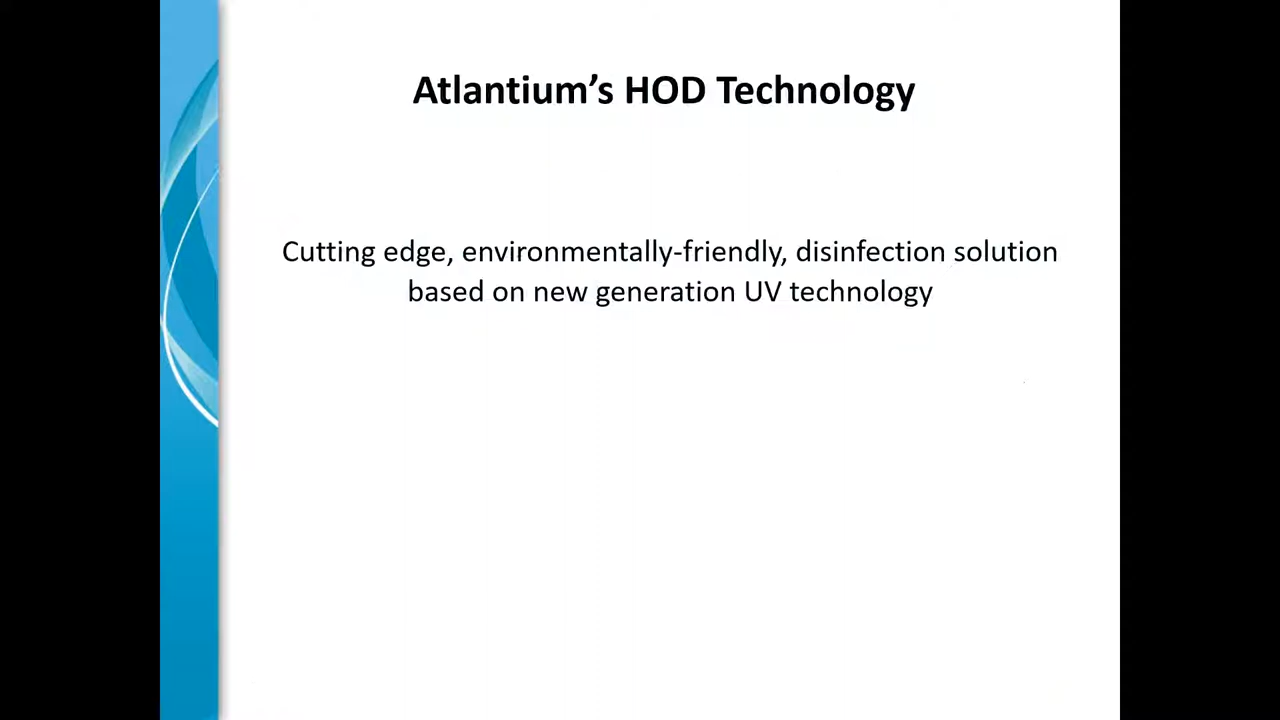 Atlantium’s HOD Technology
Cutting edge, environmentally-friendly, disinfection solution
based on new generation UV technology